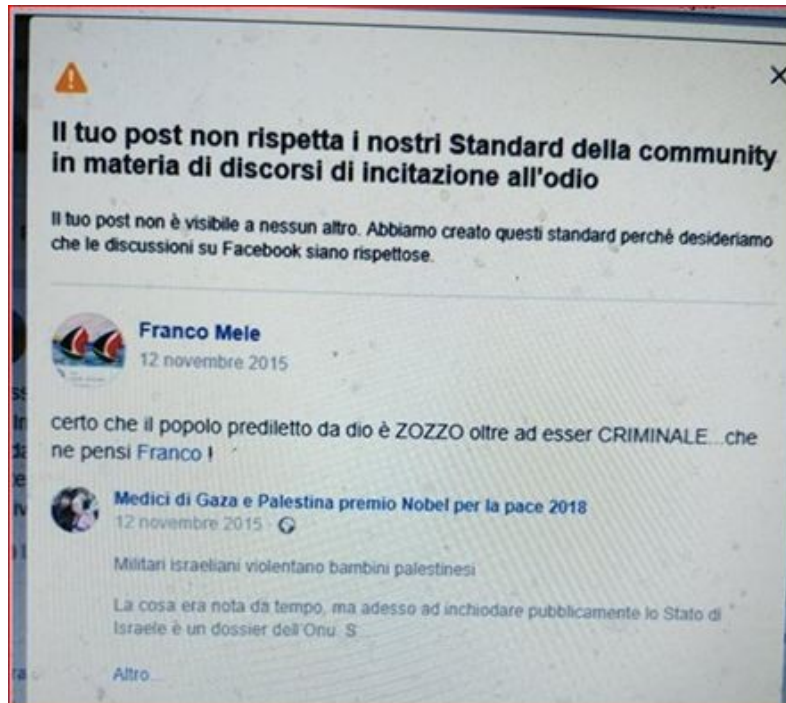 Il tuo post non rispetta i nostri Standard della community
in materia di discorsi di incitazione all'odio
Il tuo post non è visibile a nessun altro. Abbiamo creato questi standard perché desideriamo
che le discussioni su Facebook siano rispettose.
Franco Mele
12 novembre 2015
certo che il popolo prediletto da dio è ZOZZO oltre ad esser CRIMINALE...che
ne pensi Franco !
Medici di Gaza e Palestina premio Nobel per la pace 2018
12 novembre 2015
Militari israeliani violentano bambini palestinesi
La cosa era nota da tempo, ma adesso ad inchiodare pubblicamente lo Stato di
Israele è un dossier dell'Onu. S...
Altro...